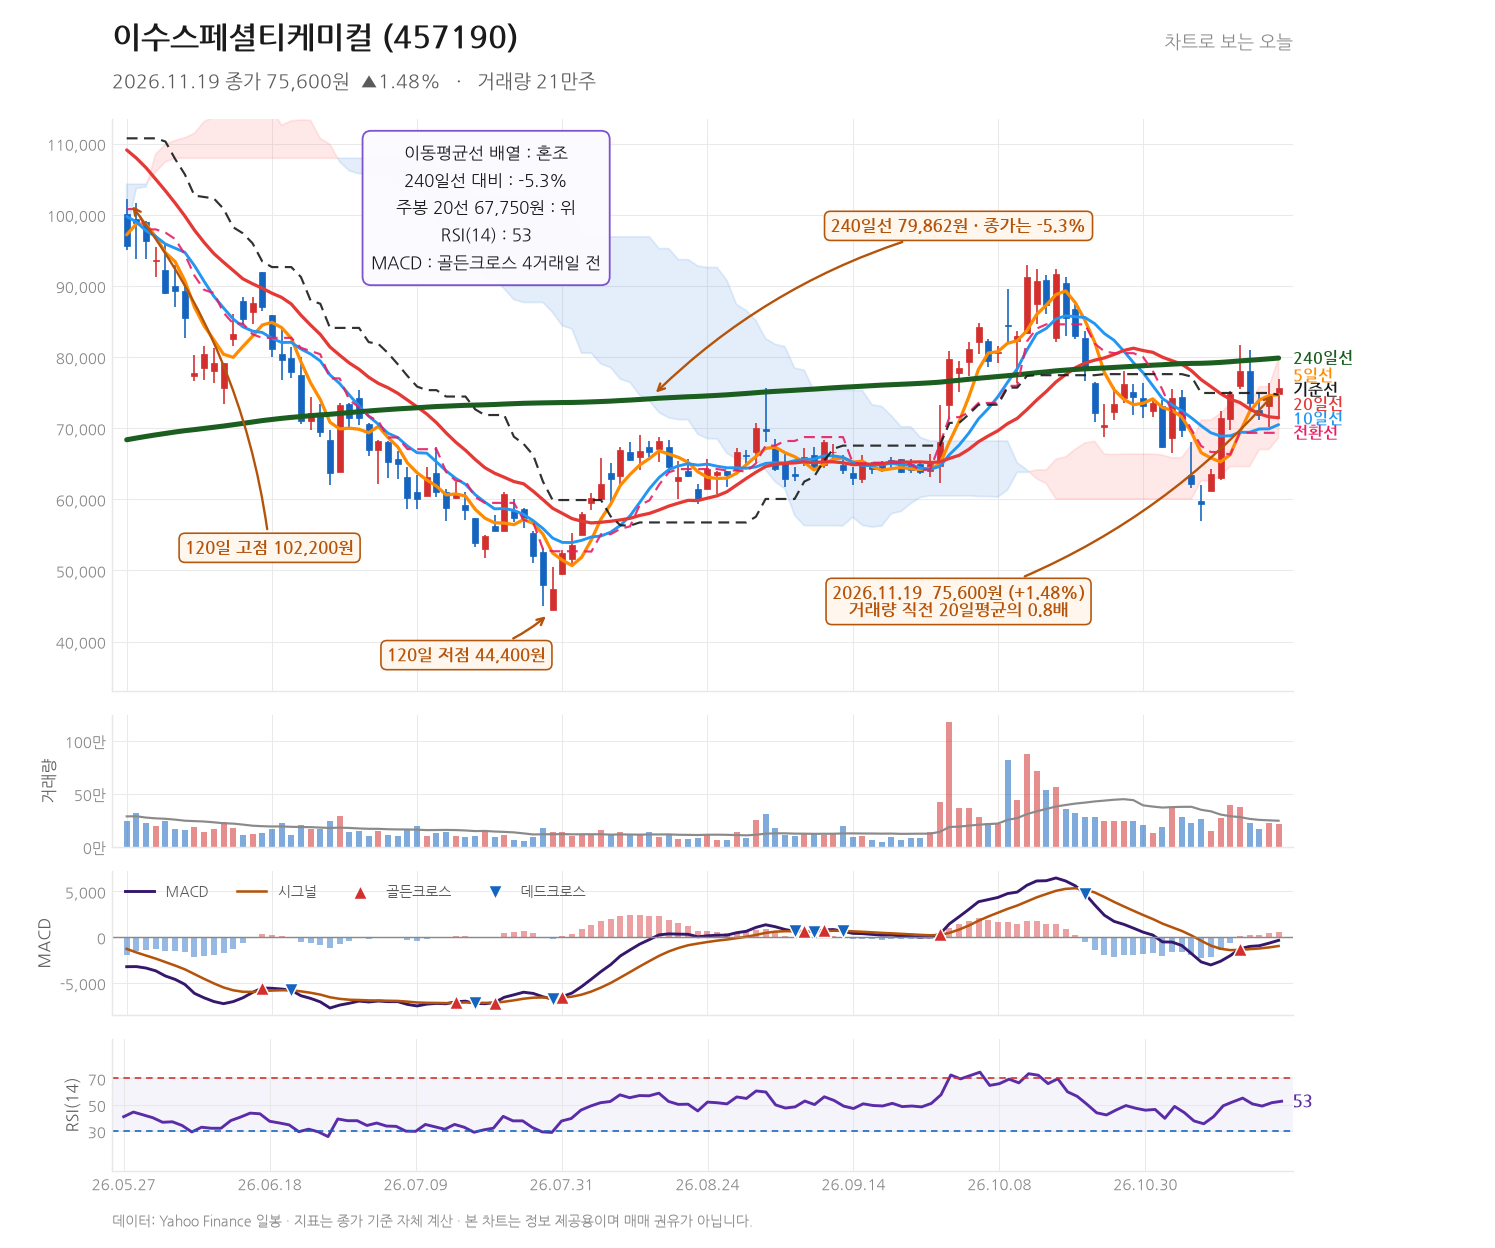 이수스페셜티케미컬 (457190)
차트로 보는 오늘
2026.11.19 종가 75,600원 ▲1.48% · 거래량 21만주
110,000
100,000
90,000
80,000
70,000
60,000
50,000
40,000
이동평균선 배열 : 혼조
240일선 대비 : -5.3%
주봉 20선 67,750원 : 위
RSI(14) : 53
MACD : 골든크로스 4거래일 전
240일선 79,862원 · 종가는 -5.3%
120일 고점 102,200원
120일 저점 44,400원
2026.11.19 75,600원 (+1.48%)
거래량 직전 20일평균의 0.8배
240일선
5일선
기준선
20일선
10일선
전환선
거래량
100만
50만
0만
MACD
5,000
0
-5,000
MACD
시그널
골든크로스
데드크로스
RSI(14)
70
50
30
53
26.05.27
26.06.18
26.07.09
26.07.31
26.08.24
26.09.14
26.10.08
26.10.30
데이터: Yahoo Finance 일봉 · 지표는 종가 기준 자체 계산 · 본 차트는 정보 제공용이며 매매 권유가 아닙니다.